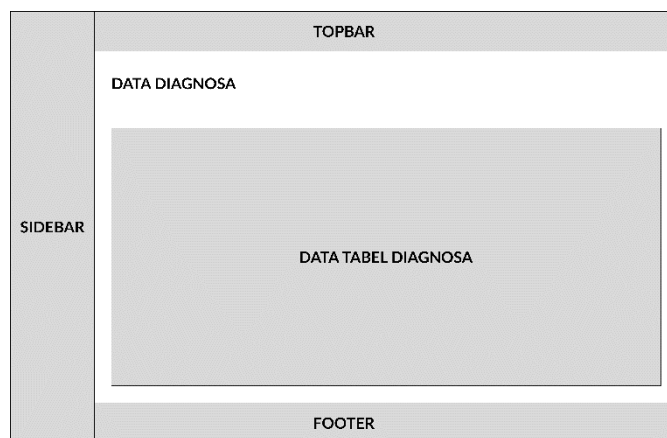 TOPBAR
DATA DIAGNOSA
SIDEBAR
DATA TABEL DIAGNOSA
FOOTER